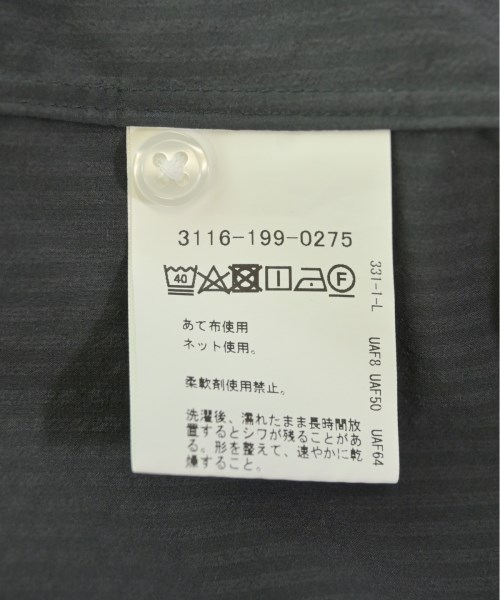 3116-199-0275
40
F
あて布使用
ネット使用。
柔軟剤使用禁止。
洗濯後、濡れたまま長時間放
置するとシワが残ることがあ
る。形を整えて、速やかに乾
燥すること。
331-1-L UAF8 UAF50 UAF64